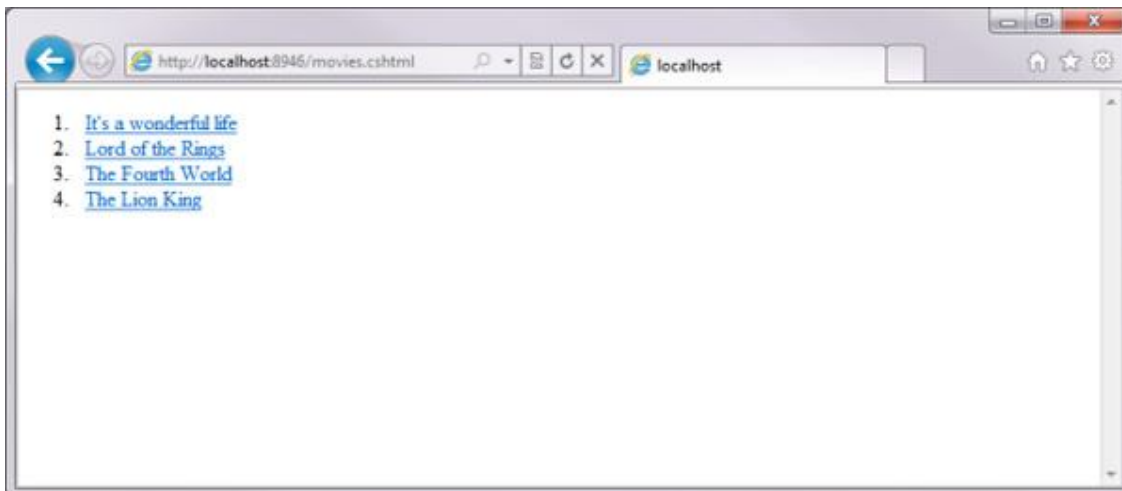 http://localhost:8946/movies.cshtml
localhost
1. It's a wonderful life
2. Lord of the Rings
3. The Fourth World
4. The Lion King